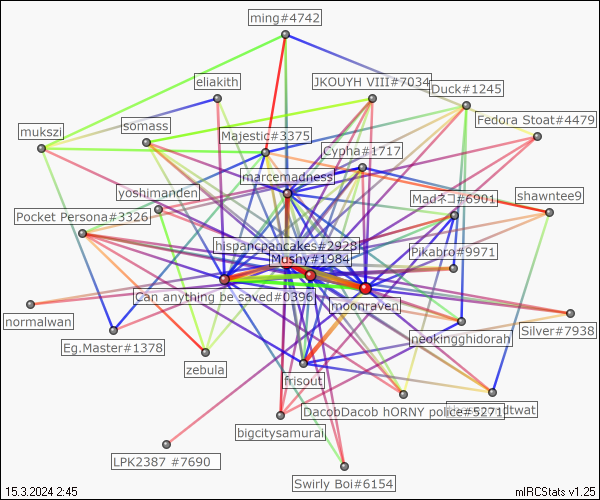 ming#4742
eliakith
JKOUYH VIII#7034
Duck#1245
Fedora Stoat#4479
mukszi
somass
Majestic#3375
Cypha#1717
marcemadness
yoshimanden
Madネコ#6901
shawntee9
Pocket Persona#3326
hispancpancakes#2928
Mushy#1984
Pikabro#9971
Can anything be saved#0396
moonraven
normalwan
Eg.Master#1378
neokingghidorah
Silver#7938
zebula
frisout
DacobDacob hORNY police#5271
dtwat
bigcitysamurai
LPK2387 #7690
Swirly Boi#6154
15.3.2024 2:45
mIRCStats v1.25